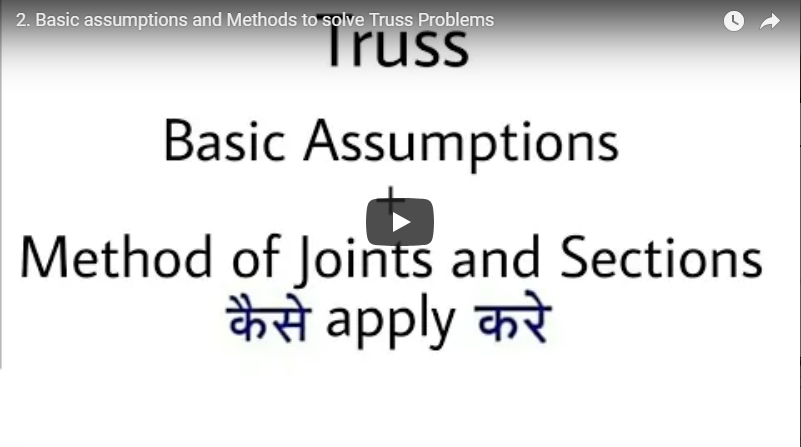 2. Basic assumptions and Methods to solve Truss Problems
Truss
Basic Assumptions
+
Method of Joints and Sections
कैसे apply करे